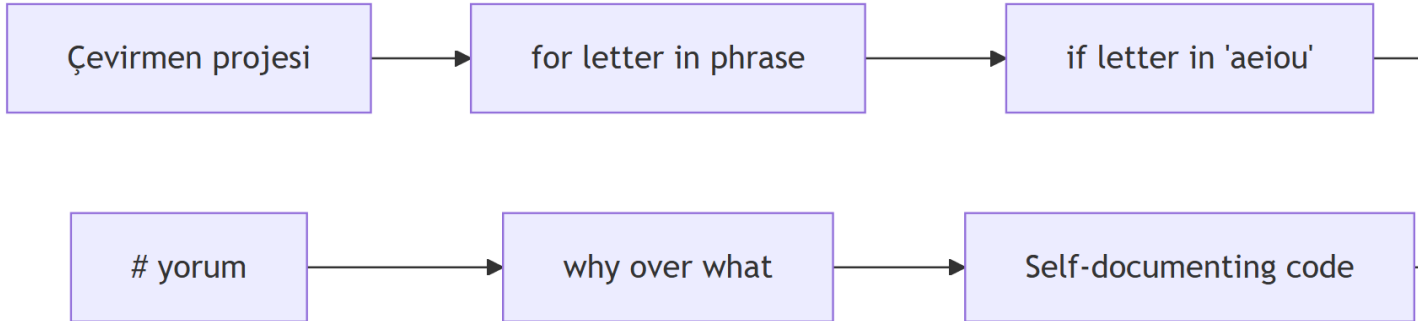 Çevirmen projesi
for letter in phrase
if letter in 'aeiou'
# yorum
why over what
Self-documenting code